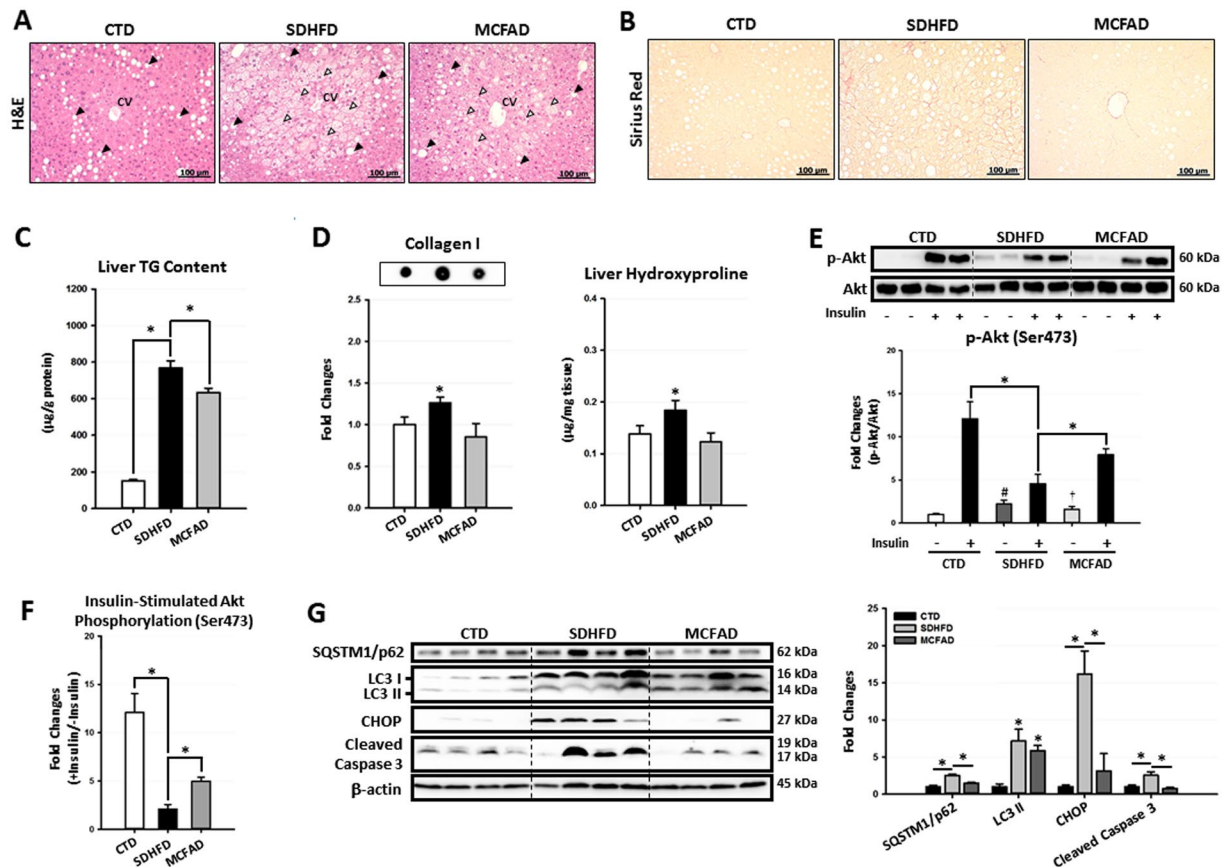 A
CTD SDHFD MCFAD
H&E
CV CV CV
100 µm 100 µm 100 µm
B
CTD SDHFD MCFAD
Sirius Red
100 µm 100 µm 100 µm
C
Liver TG Content
(µg/g protein)
1000
800
600
400
200
0
CTD SDHFD MCFAD
* *
D
Collagen I
Fold Changes
2.0
1.5
1.0
0.5
0.0
*
CTD SDHFD MCFAD
Liver Hydroxyproline
(µg/mg tissue)
0.4
0.3
0.2
0.1
0.0
*
CTD SDHFD MCFAD
E
CTD SDHFD MCFAD
p-Akt 60 kDa
Akt 60 kDa
Insulin - - + + - - + + - - + +
p-Akt (Ser473)
Fold Changes
(p-Akt/Akt)
20
15
10
5
0
* *
# †
Insulin - + - + - +
CTD SDHFD MCFAD
F
Insulin-Stimulated Akt
Phosphorylation (Ser473)
Fold Changes
(+Insulin/-Insulin)
20
15
10
5
0
* *
CTD SDHFD MCFAD
G
CTD SDHFD MCFAD
SQSTM1/p62 62 kDa
LC3 I 16 kDa
LC3 II 14 kDa
CHOP 27 kDa
Cleaved 19 kDa
Caspase 3 17 kDa
β-actin 45 kDa
Fold Changes
25
20
15
10
5
0
CTD
SDHFD
MCFAD
* * * * * * * *
SQSTM1/p62 LC3 II CHOP Cleaved Caspase 3